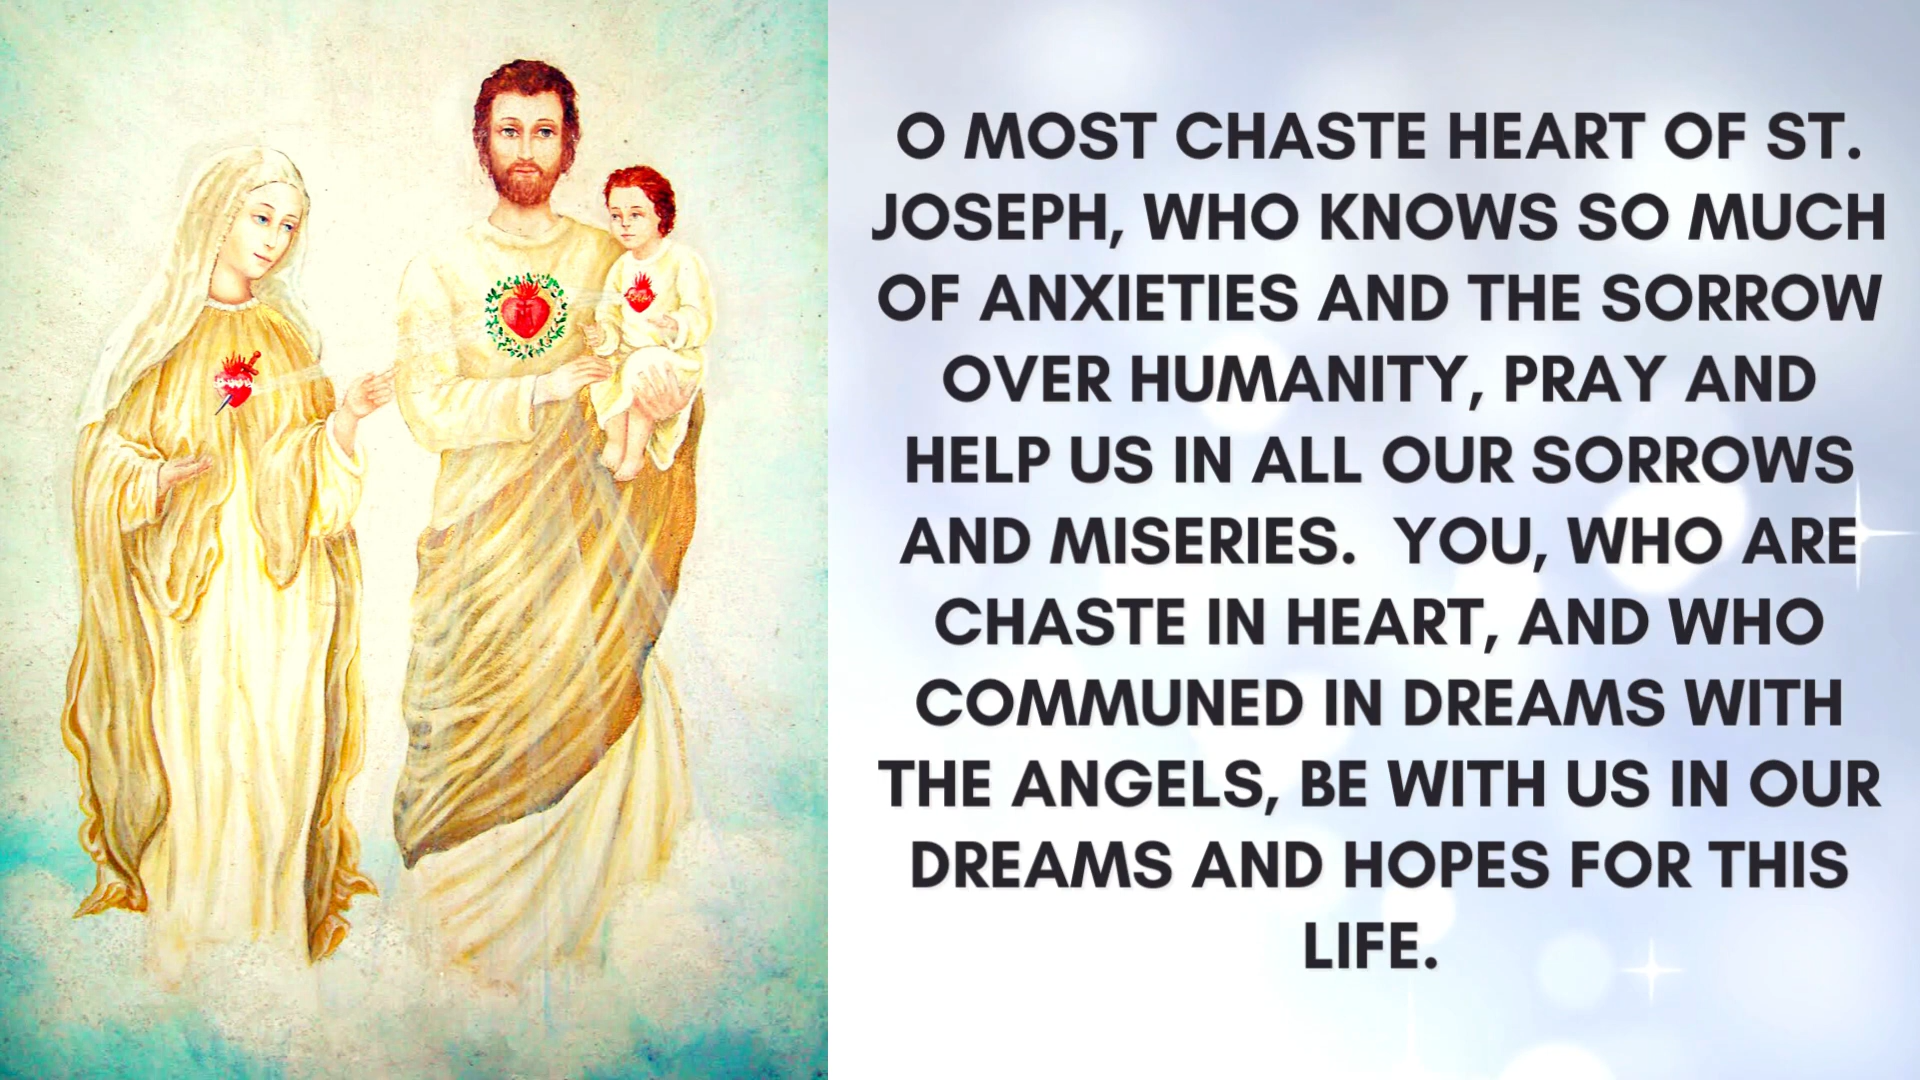 O MOST CHASTE HEART OF ST.
JOSEPH, WHO KNOWS SO MUCH
OF ANXIETIES AND THE SORROW
OVER HUMANITY, PRAY AND
HELP US IN ALL OUR SORROWS
AND MISERIES.  YOU, WHO ARE
CHASTE IN HEART, AND WHO
COMMUNED IN DREAMS WITH
THE ANGELS, BE WITH US IN OUR
DREAMS AND HOPES FOR THIS
LIFE.